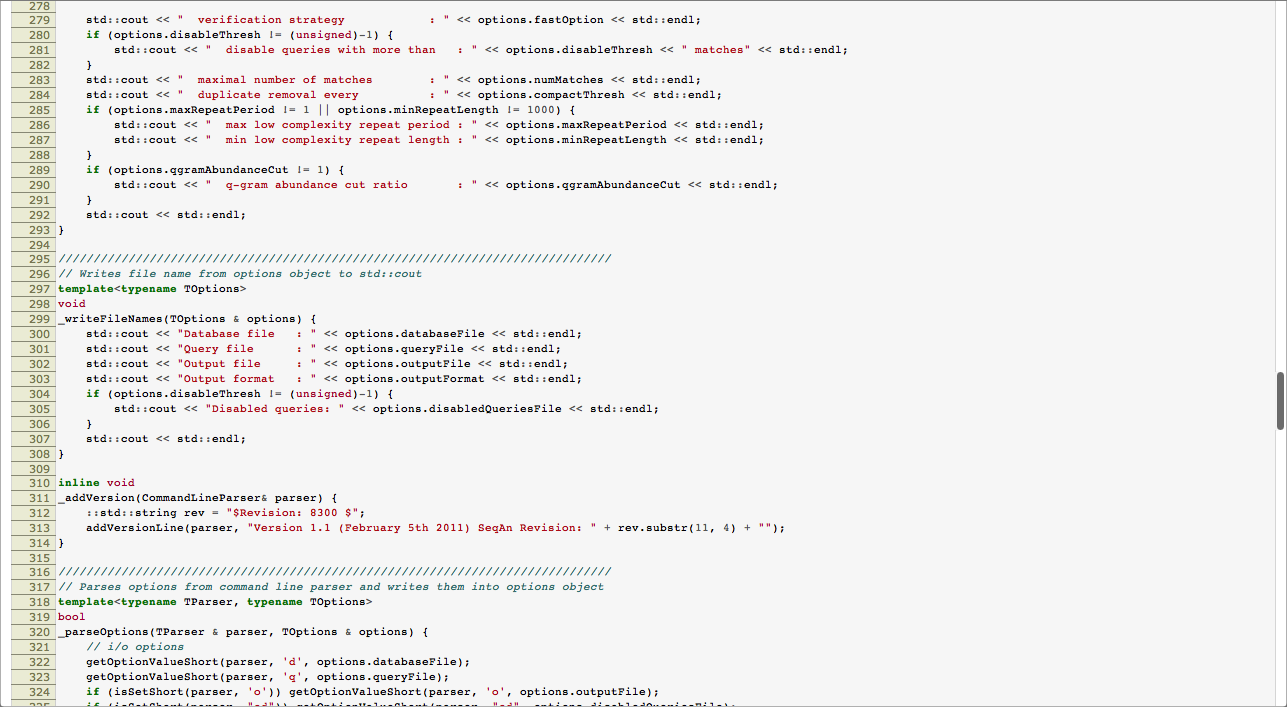 278
279     std::cout << "  verification strategy            : " << options.fastOption << std::endl;
280     if (options.disableThresh != (unsigned)-1) {
281         std::cout << "  disable queries with more than   : " << options.disableThresh << " matches" << std::endl;
282     }
283     std::cout << "  maximal number of matches        : " << options.numMatches << std::endl;
284     std::cout << "  duplicate removal every          : " << options.compactThresh << std::endl;
285     if (options.maxRepeatPeriod != 1 || options.minRepeatLength != 1000) {
286         std::cout << "  max low complexity repeat period : " << options.maxRepeatPeriod << std::endl;
287         std::cout << "  min low complexity repeat length : " << options.minRepeatLength << std::endl;
288     }
289     if (options.qgramAbundanceCut != 1) {
290         std::cout << "  q-gram abundance cut ratio       : " << options.qgramAbundanceCut << std::endl;
291     }
292     std::cout << std::endl;
293 }
294
295 ///////////////////////////////////////////////////////////////////////////////
296 // Writes file name from options object to std::cout
297 template<typename TOptions>
298 void
299 _writeFileNames(TOptions & options) {
300     std::cout << "Database file   : " << options.databaseFile << std::endl;
301     std::cout << "Query file      : " << options.queryFile << std::endl;
302     std::cout << "Output file     : " << options.outputFile << std::endl;
303     std::cout << "Output format   : " << options.outputFormat << std::endl;
304     if (options.disableThresh != (unsigned)-1) {
305         std::cout << "Disabled queries: " << options.disabledQueriesFile << std::endl;
306     }
307     std::cout << std::endl;
308 }
309
310 inline void
311 _addVersion(CommandLineParser& parser) {
312     ::std::string rev = "$Revision: 8300 $";
313     addVersionLine(parser, "Version 1.1 (February 5th 2011) SeqAn Revision: " + rev.substr(11, 4) + "");
314 }
315
316 ///////////////////////////////////////////////////////////////////////////////
317 // Parses options from command line parser and writes them into options object
318 template<typename TParser, typename TOptions>
319 bool
320 _parseOptions(TParser & parser, TOptions & options) {
321     // i/o options
322     getOptionValueShort(parser, 'd', options.databaseFile);
323     getOptionValueShort(parser, 'q', options.queryFile);
324     if (isSetShort(parser, 'o')) getOptionValueShort(parser, 'o', options.outputFile);